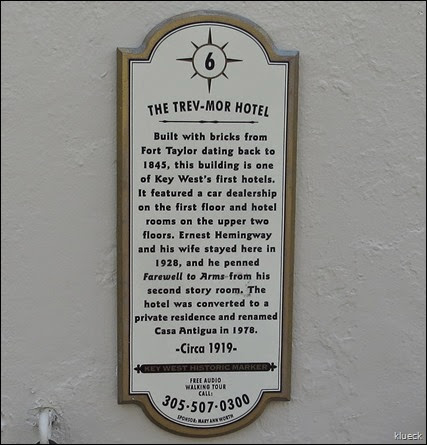 6
THE TREV-MOR HOTEL
Built with bricks from
Fort Taylor dating back to
1845, this building is one
of Key West's first hotels.
It featured a car dealership
on the first floor and hotel
rooms on the upper two
floors. Ernest Hemingway
and his wife stayed here in
1928, and he penned
Farewell to Arms from his
second story room. The
hotel was converted to a
private residence and renamed
Casa Antigua in 1978.
-Circa 1919-
KEY WEST HISTORIC MARKER
FREE AUDIO
WALKING TOUR
CALL:
305-507-0300
SPONSOR: MARY ANN WORTH
klueck